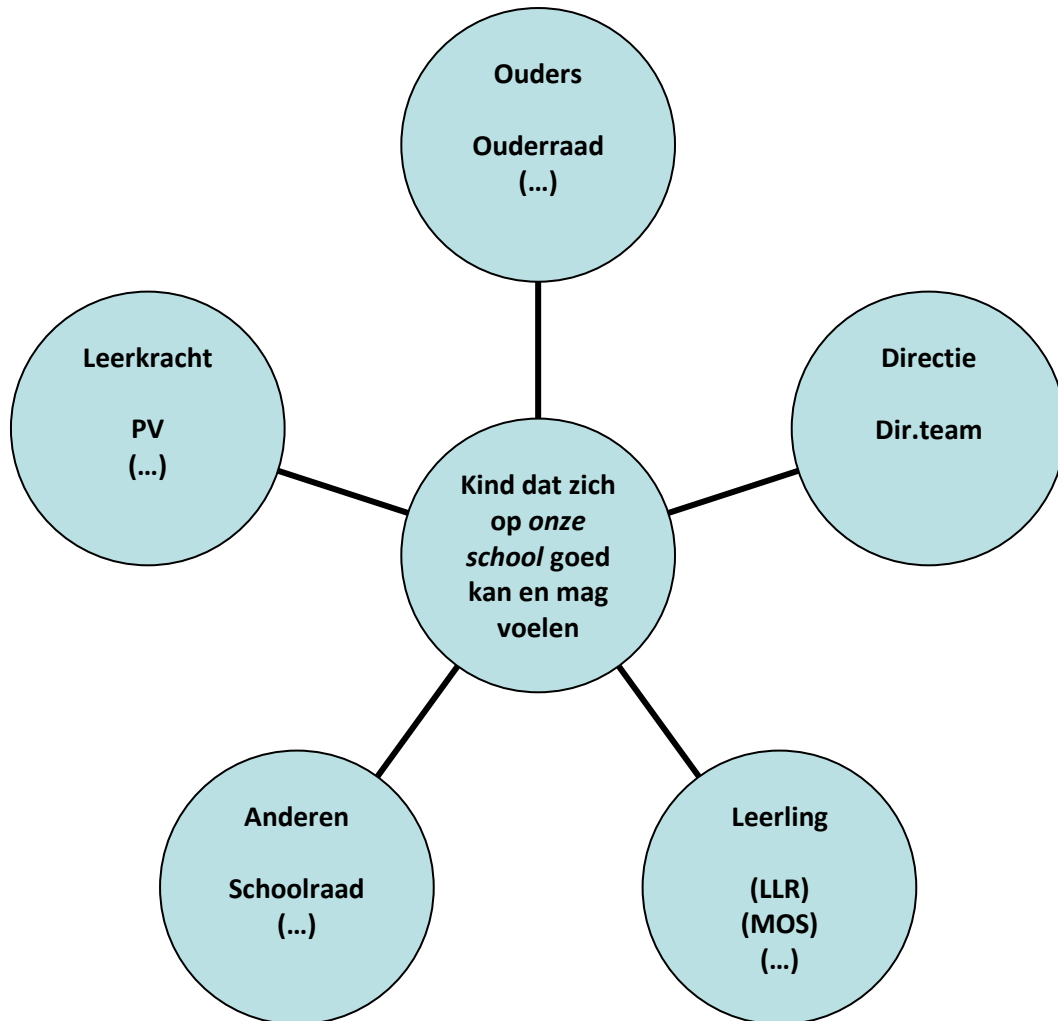 Ouders
Ouderraad
(…)
Leerkracht
PV
(…)
Directie
Dir.team
Kind dat zich
op onze
school goed
kan en mag
voelen
Anderen
Schoolraad
(…)
Leerling
(LLR)
(MOS)
(…)